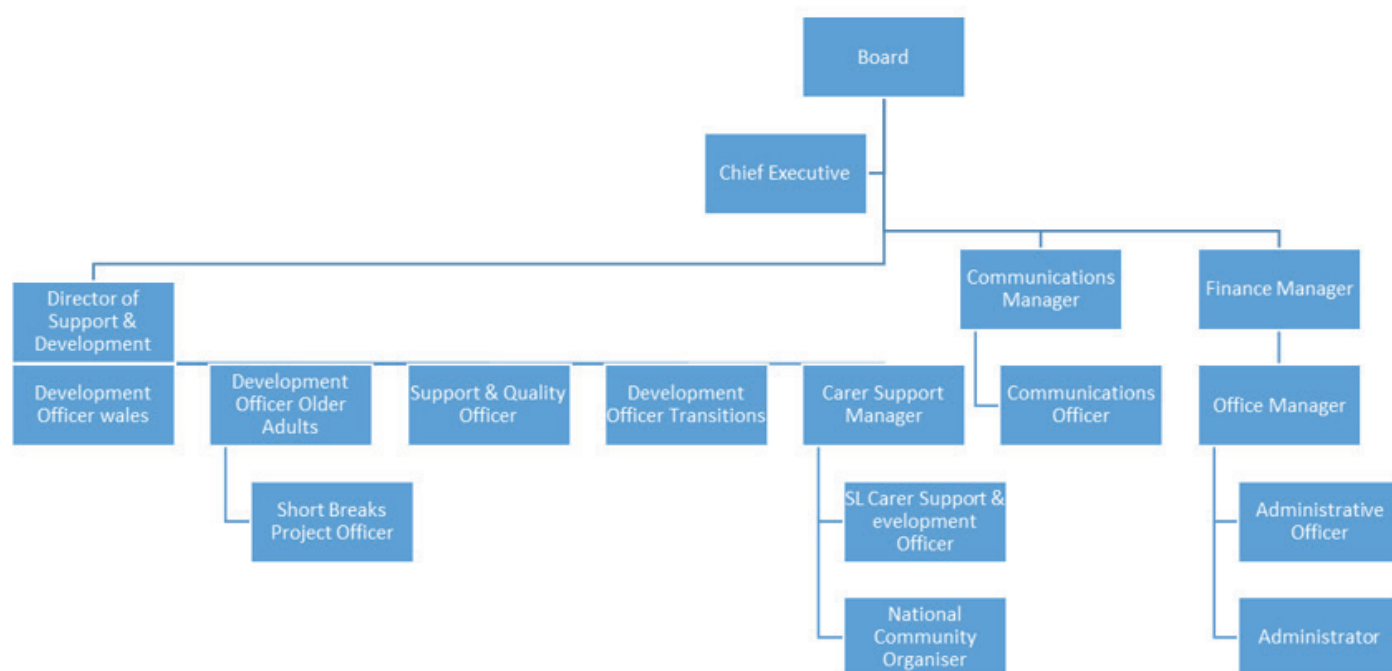 Board
Chief Executive
Communications
Manager
Finance Manager
Director of
Support &
Development
Development
Officer wales
Development
Officer Older
Adults
Support & Quality
Officer
Development
Officer Transitions
Carer Support
Manager
Communications
Officer
Office Manager
Short Breaks
Project Officer
SL Carer Support &
evelopment
Officer
Administrative
Officer
National
Community
Organiser
Administrator